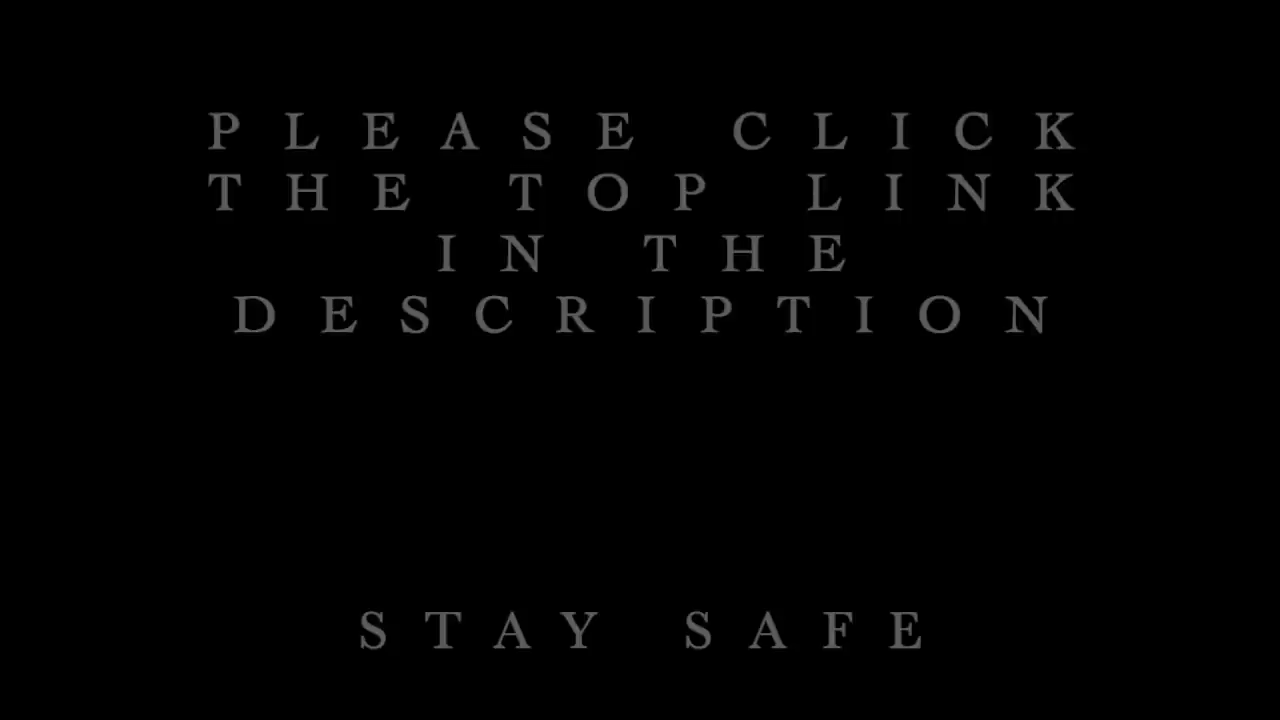 PLEASE CLICK
THE TOP LINK
IN THE
DESCRIPTION
STAY SAFE